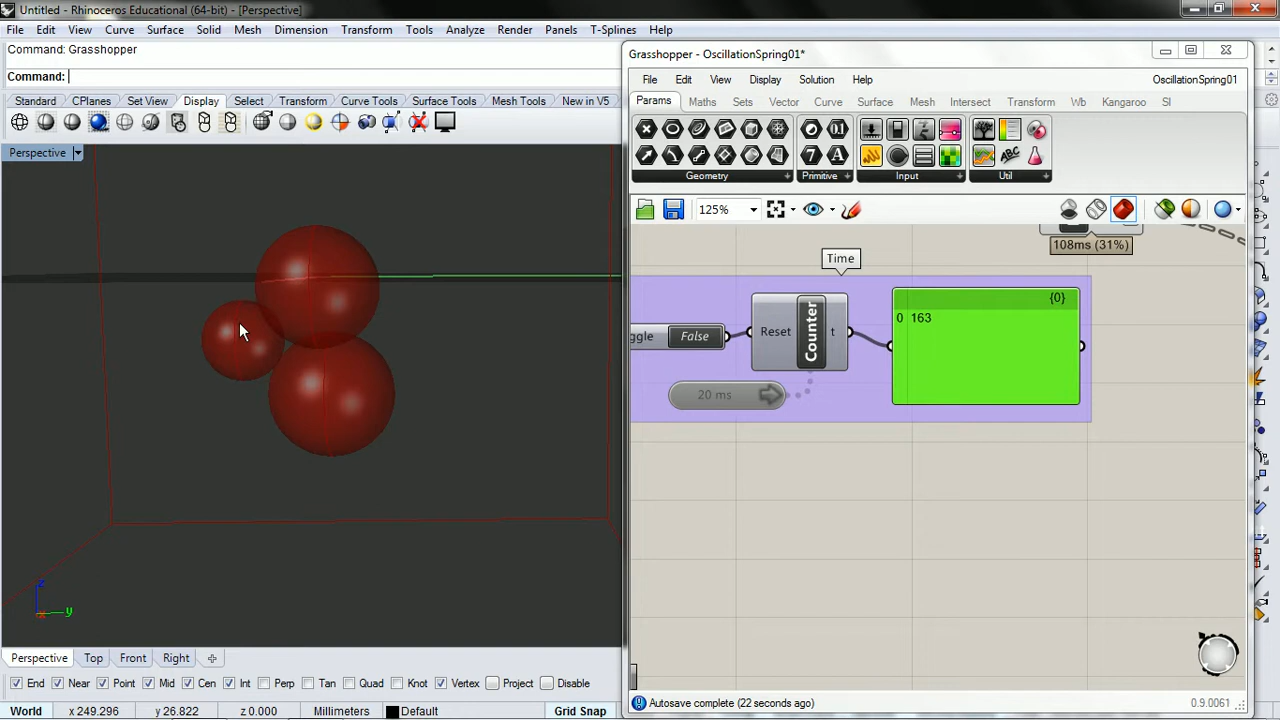 Untitled - Rhinoceros Educational (64-bit) - [Perspective]
File Edit View Curve Surface Solid Mesh Dimension Transform Tools Analyze Render Panels T-Splines Help
Command: Grasshopper
Command:
Standard CPlanes Set View Display Select Transform Curve Tools Surface Tools Mesh Tools New in V5
Perspective
z
x y
Perspective Top Front Right
End Near Point Mid Cen Int Perp Tan Quad Knot Vertex Project Disable
World x 249.296 y 26.822 z 0.000 Millimeters Default Grid Snap
Grasshopper - OscillationSpring01*
File Edit View Display Solution Help OscillationSpring01
Params Maths Sets Vector Curve Surface Mesh Intersect Transform Wb Kangaroo SI
Geometry Primitive Input Util
125%
108ms (31%)
Time
ggle False Reset Counter t
20 ms
{0}
0 163
Autosave complete (22 seconds ago) 0.9.0061